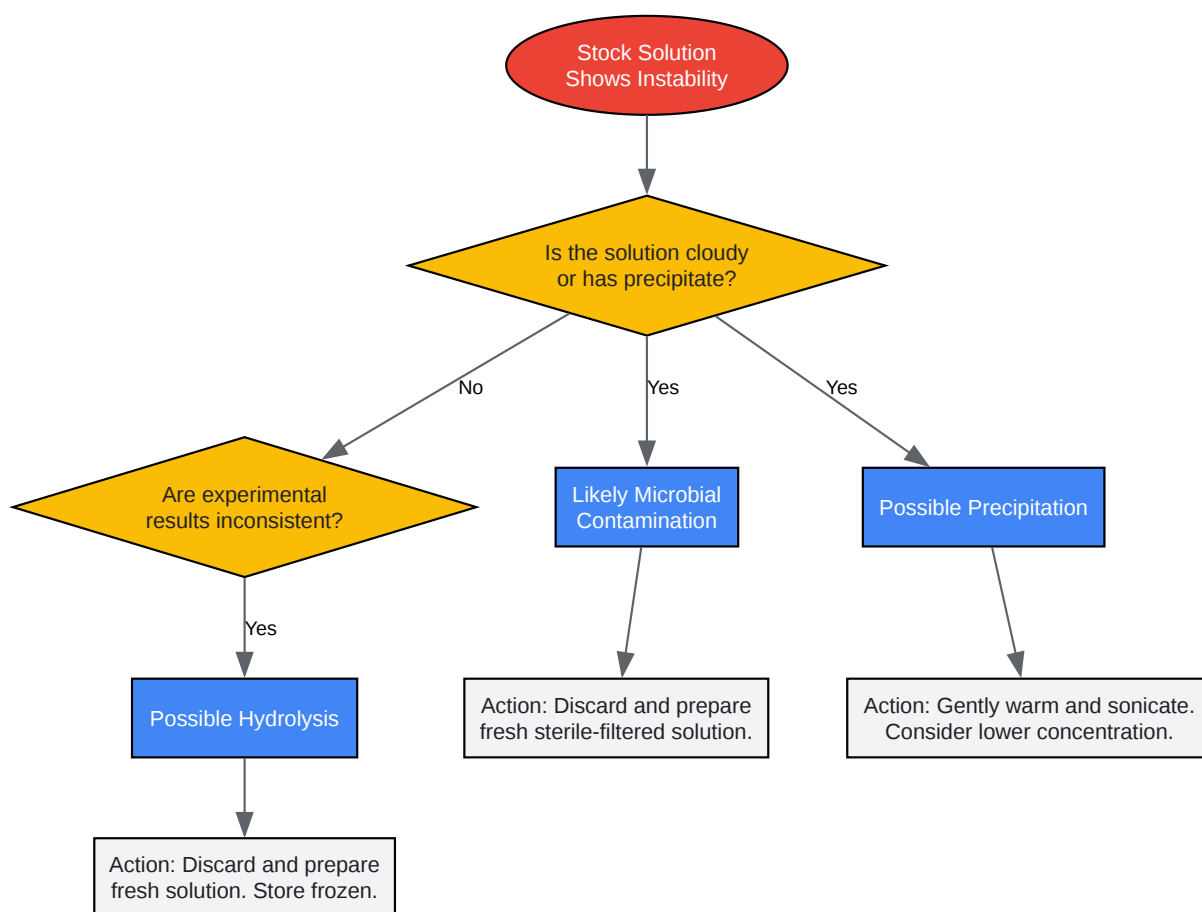 Stock Solution
Shows Instability
Is the solution cloudy
or has precipitate?
No
Yes
Yes
Are experimental
results inconsistent?
Likely Microbial
Contamination
Possible Precipitation
Yes
Possible Hydrolysis
Action: Discard and prepare
fresh sterile-filtered solution.
Action: Gently warm and sonicate.
Consider lower concentration.
Action: Discard and prepare
fresh solution. Store frozen.